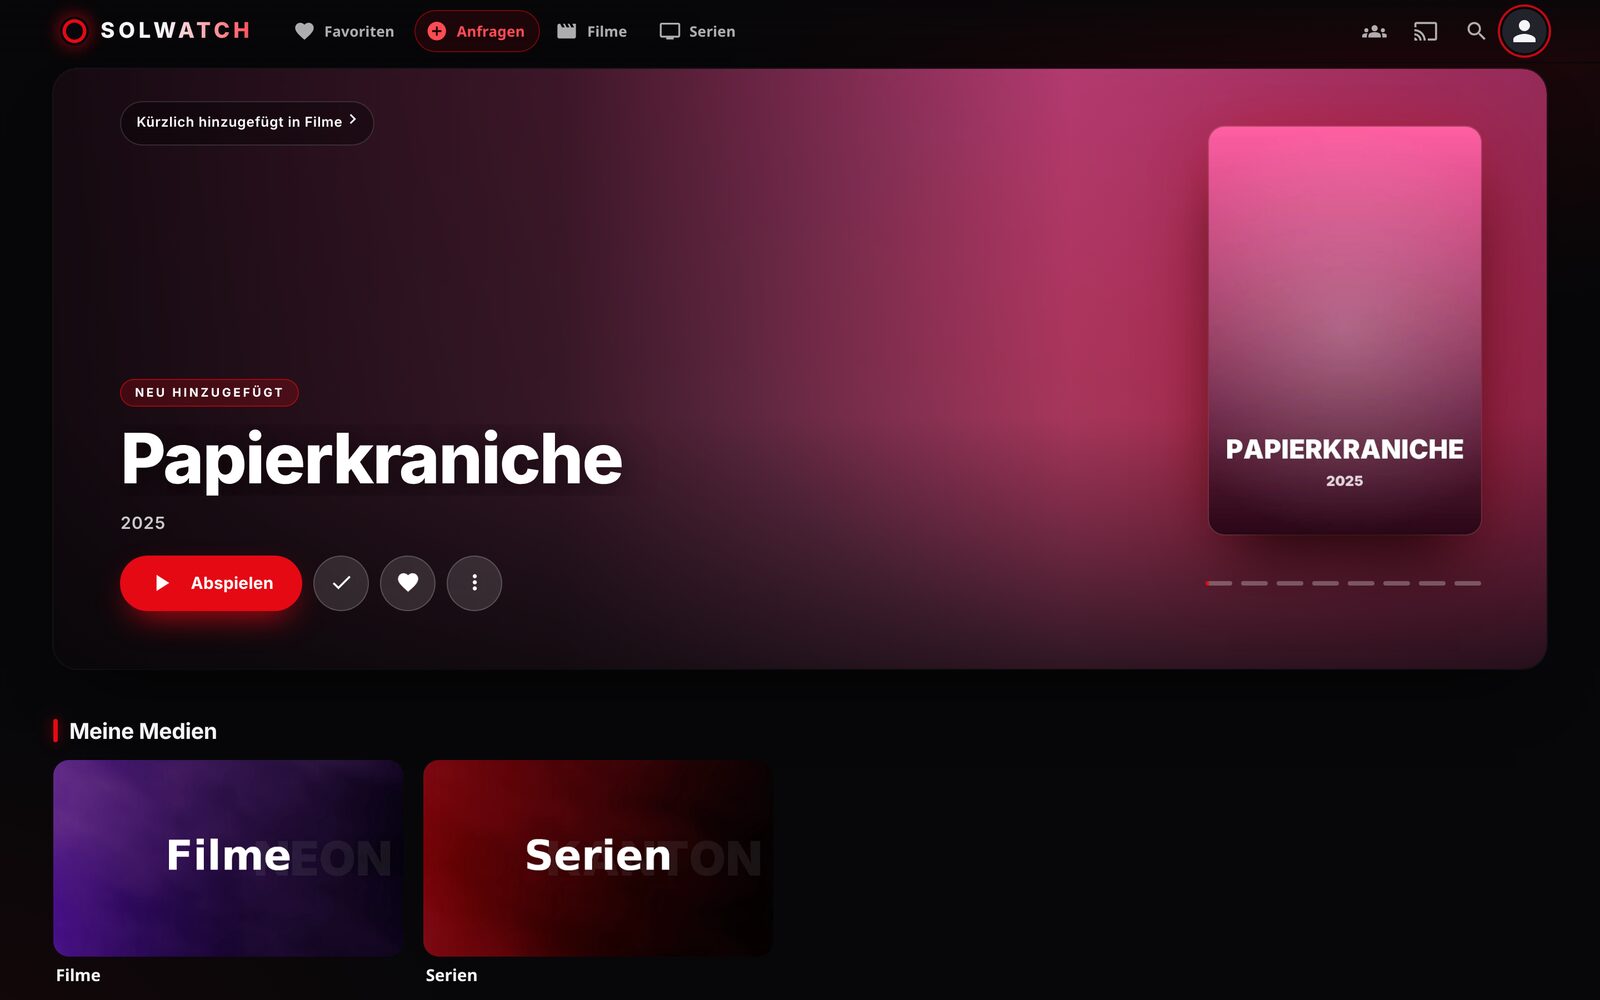 SOLWATCH
Favoriten
Anfragen
Filme
Serien
Kürzlich hinzugefügt in Filme
NEU HINZUGEFÜGT
Papierkraniche
2025
Abspielen
PAPIERKRANICHE
2025
Meine Medien
Filme
NEON
Serien
Filme
Serien